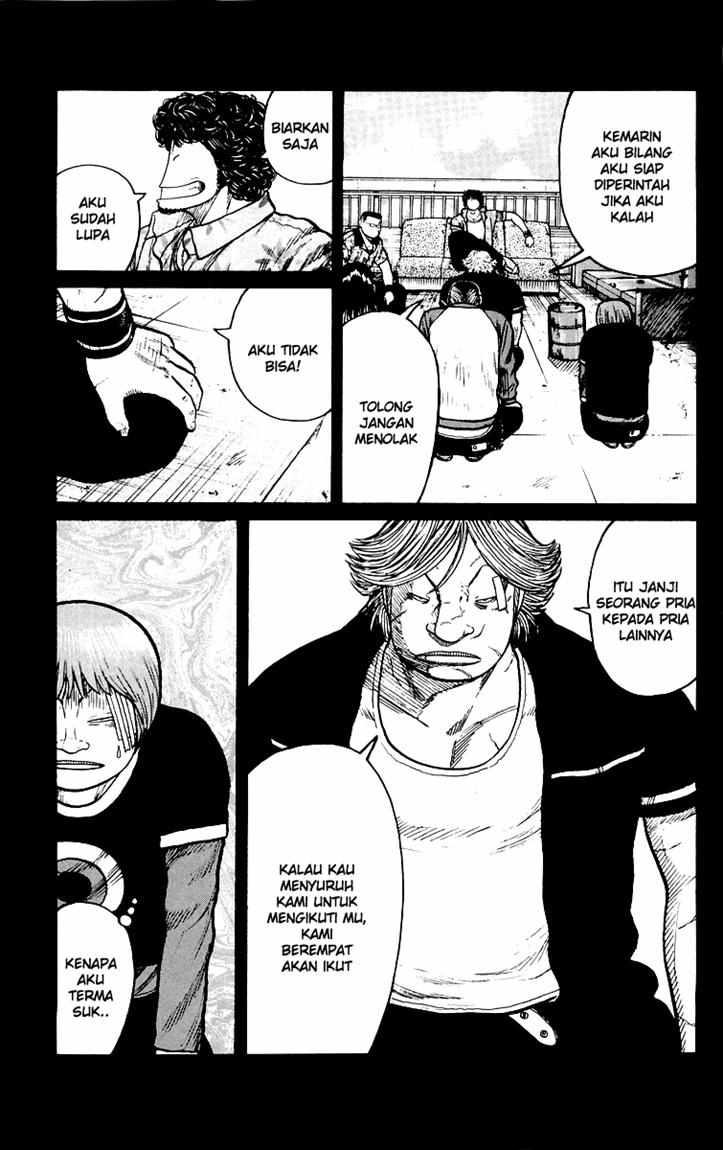 KEMARIN
AKU BILANG
AKU SIAP
DIPERINTAH
JIKA AKU
KALAH
TOLONG
JANGAN
MENOLAK
BIARKAN
SAJA
AKU
SUDAH
LUPA
AKU TIDAK
BISA!
ITU JANJI
SEORANG PRIA
KEPADA PRIA
LAINNYA
KALAU KAU
MENYURUH
KAMI UNTUK
MENGIKUTI MU,
KAMI
BEREMPAT
AKAN IKUT
KENAPA
AKU
TERMA
SUK..